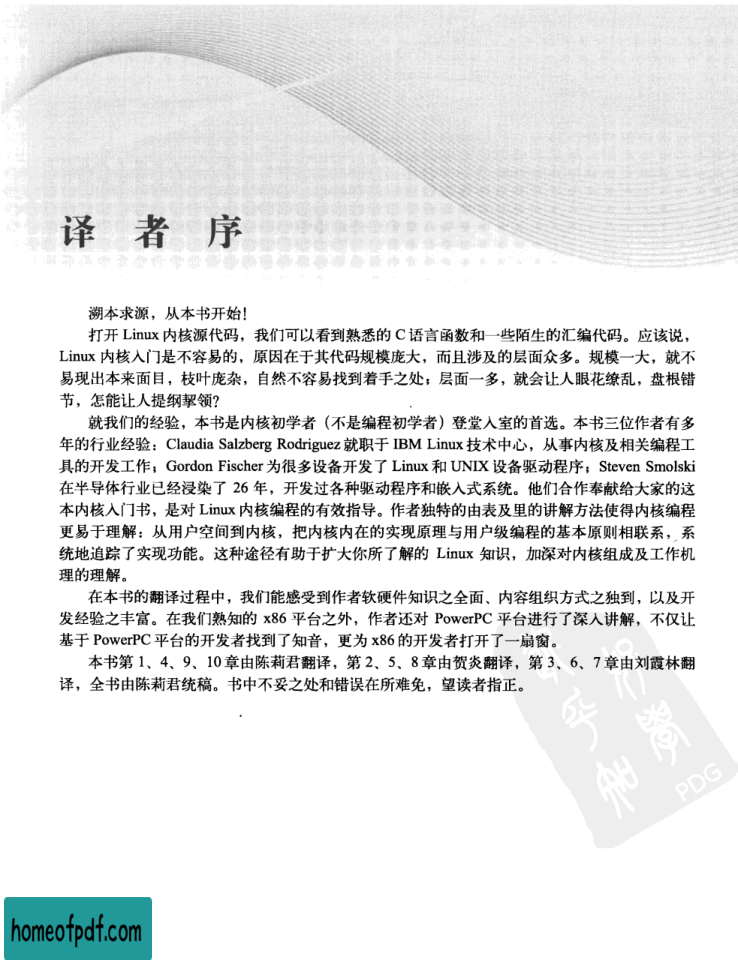 译者序
溯本求源，从本书开始！
打开 Linux 内核源代码，我们可以看到熟悉的 C 语言函数和一些陌生的汇编代码。应该说，
Linux 内核入门是不容易的，原因在于其代码规模庞大，而且涉及的层面众多。规模一大，就不
易现出本来面目，枝叶庞杂，自然不容易找到着手之处；层面一多，就会让人眼花缭乱，盘根错
节，怎能让人提纲挈领？
就我们的经验，本书是内核初学者（不是编程初学者）登堂入室的首选。本书三位作者有多
年的行业经验：Claudia Salzberg Rodriguez 就职于 IBM Linux 技术中心，从事内核及相关编程工
具的开发工作；Gordon Fischer 为很多设备开发了 Linux 和 UNIX 设备驱动程序；Steven Smolski
在半导体行业已经浸染了 26 年，开发过各种驱动程序和嵌入式系统。他们合作奉献给大家的这
本内核入门书，是对 Linux 内核编程的有效指导。作者独特的由表及里的讲解方法使得内核编程
更易于理解：从用户空间到内核，把内核内在的实现原理与用户级编程的基本原则相联系，系
统地追踪了实现功能。这种途径有助于扩大你所了解的 Linux 知识，加深对内核组成及工作机
理的理解。
在本书的翻译过程中，我们能感受到作者软硬件知识之全面、内容组织方式之独到，以及开
发经验之丰富。在我们熟知的 x86 平台之外，作者还对 PowerPC 平台进行了深入讲解，不仅让
基于 PowerPC 平台的开发者找到了知音，更为 x86 的开发者打开了一扇窗。
本书第 1、4、9、10 章由陈莉君翻译，第 2、5、8 章由贺炎翻译，第 3、6、7 章由刘霞林翻
译，全书由陈莉君统稿。书中不妥之处和错误在所难免，望读者指正。
PDG
homeofpdf.com